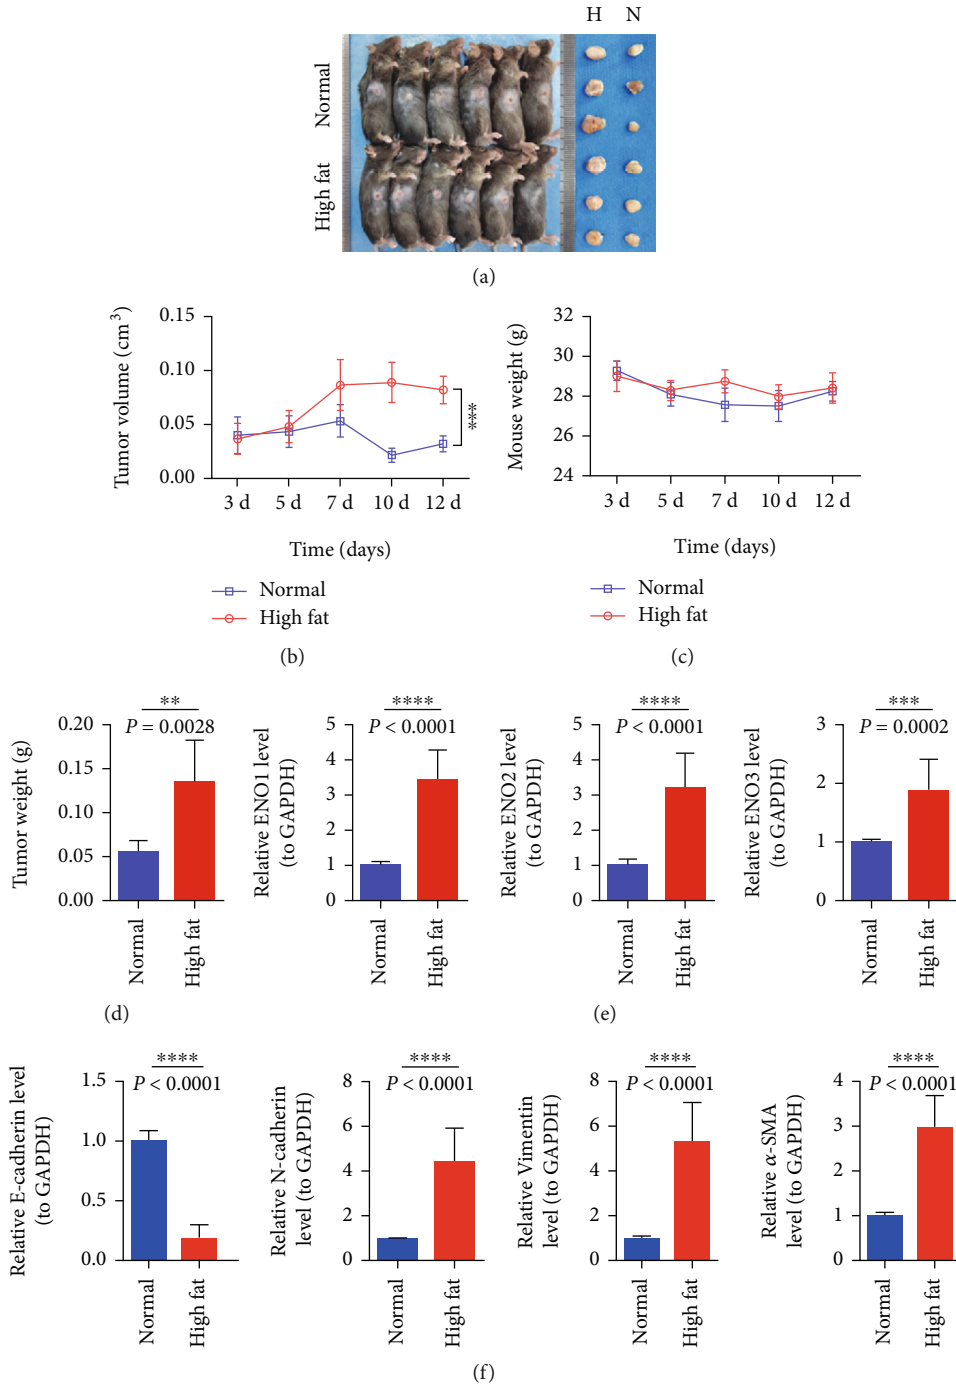 H N
Normal
High fat
(a)
Tumor volume (cm³)
0.15
0.10
0.05
0.00
***
3 d 5 d 7 d 10 d 12 d
Time (days)
Normal
High fat
(b)
Mouse weight (g)
32
30
28
26
24
3 d 5 d 7 d 10 d 12 d
Time (days)
Normal
High fat
(c)
**
P = 0.0028
Tumor weight (g)
0.20
0.15
0.10
0.05
0.00
Normal
High fat
(d)
****
P < 0.0001
Relative ENO1 level
(to GAPDH)
5
4
3
2
1
0
Normal
High fat
****
P < 0.0001
Relative ENO2 level
(to GAPDH)
5
4
3
2
1
0
Normal
High fat
***
P = 0.0002
Relative ENO3 level
(to GAPDH)
3
2
1
0
Normal
High fat
(e)
****
P < 0.0001
Relative E-cadherin level
(to GAPDH)
1.5
1.0
0.5
0.0
Normal
High fat
****
P < 0.0001
Relative N-cadherin
level (to GAPDH)
8
6
4
2
0
Normal
High fat
****
P < 0.0001
Relative Vimentin
level (to GAPDH)
8
6
4
2
0
Normal
High fat
****
P < 0.0001
Relative α-SMA
level (to GAPDH)
4
3
2
1
0
Normal
High fat
(f)